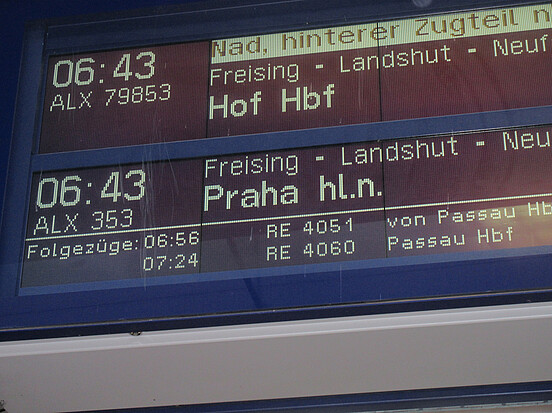 Nad, hinterer Zugteil n
06:43 Freising - Landshut - Neuf
ALX 79853 Hof Hbf
06:43 Freising - Landshut - Neu
ALX 353 Praha hl.n.
Folgezüge: 06:56 RE 4051 von Passau Hb
07:24 RE 4060 Passau Hbf